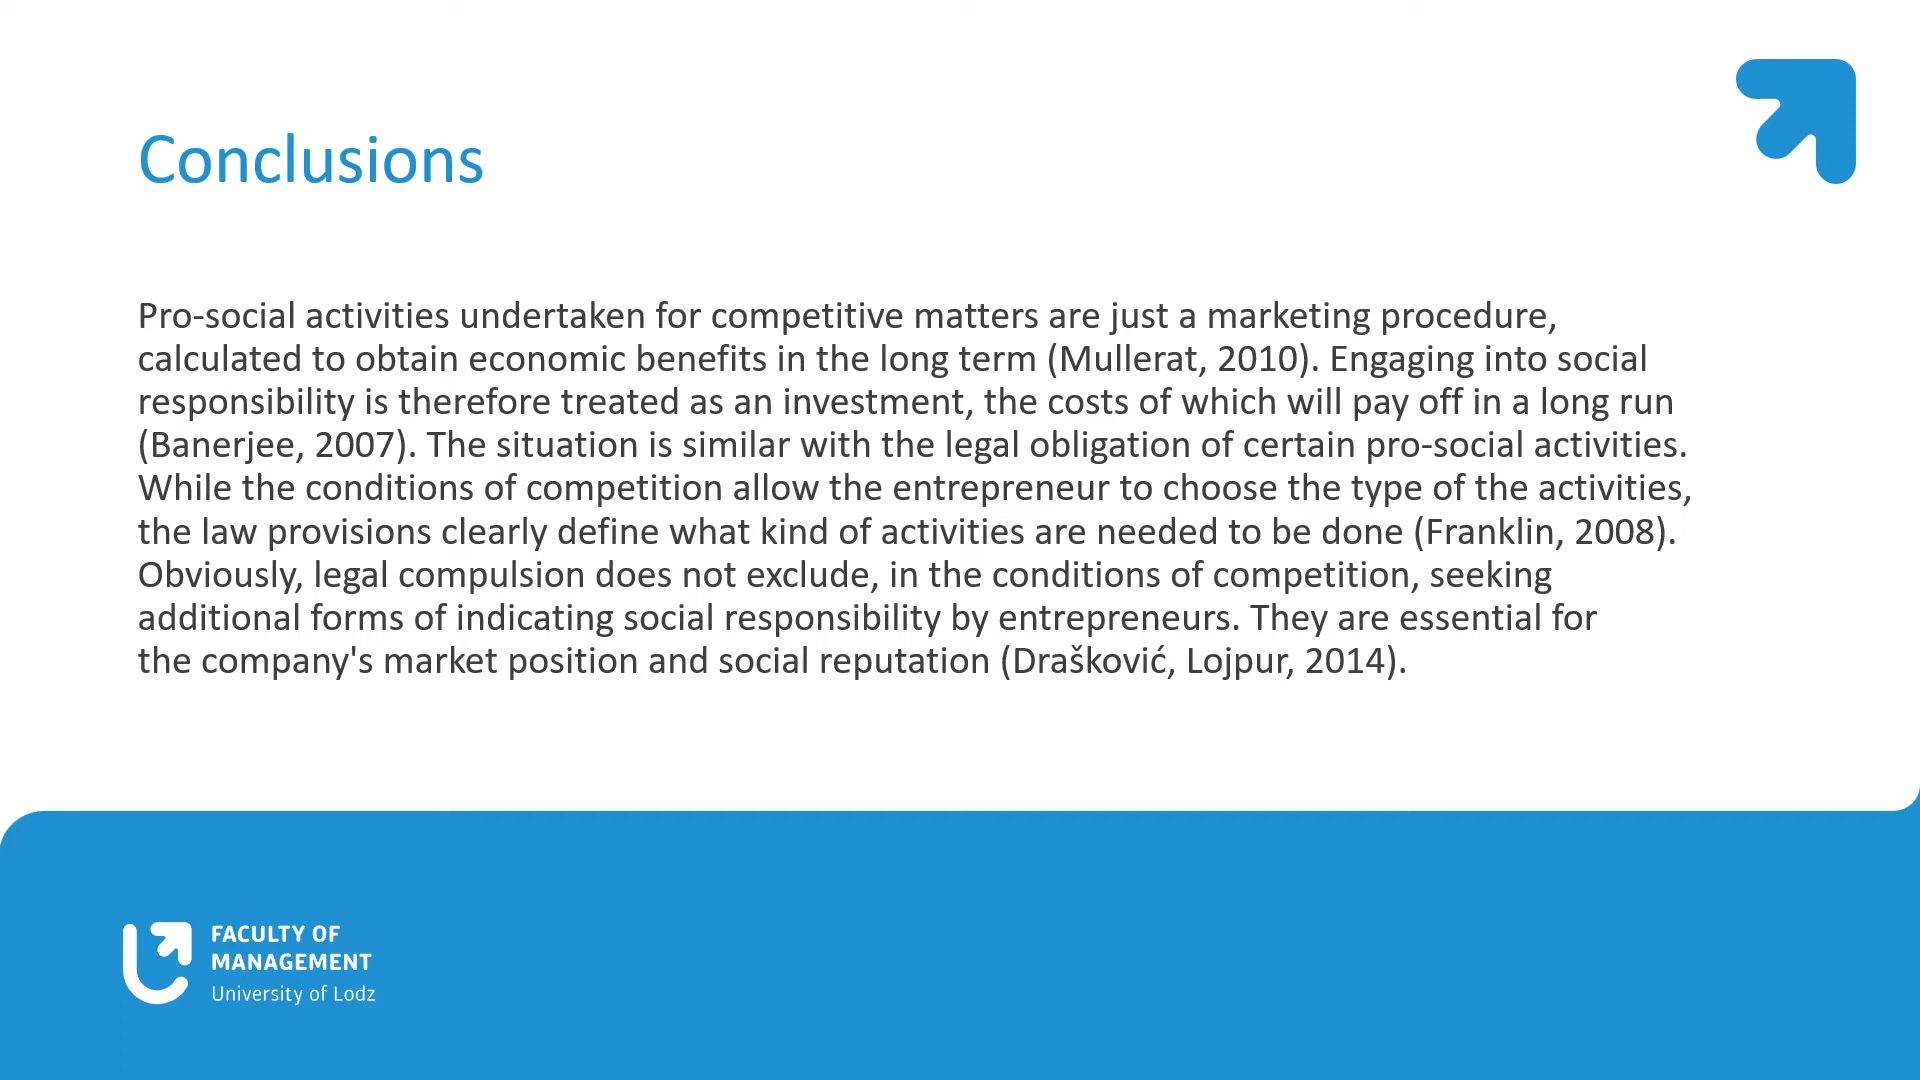 Conclusions
Pro-social activities undertaken for competitive matters are just a marketing procedure,
calculated to obtain economic benefits in the long term (Mullerat, 2010). Engaging into social
responsibility is therefore treated as an investment, the costs of which will pay off in a long run
(Banerjee, 2007). The situation is similar with the legal obligation of certain pro-social activities.
While the conditions of competition allow the entrepreneur to choose the type of the activities,
the law provisions clearly define what kind of activities are needed to be done (Franklin, 2008).
Obviously, legal compulsion does not exclude, in the conditions of competition, seeking
additional forms of indicating social responsibility by entrepreneurs. They are essential for
the company's market position and social reputation (Drašković, Lojpur, 2014).
FACULTY OF
MANAGEMENT
University of Lodz